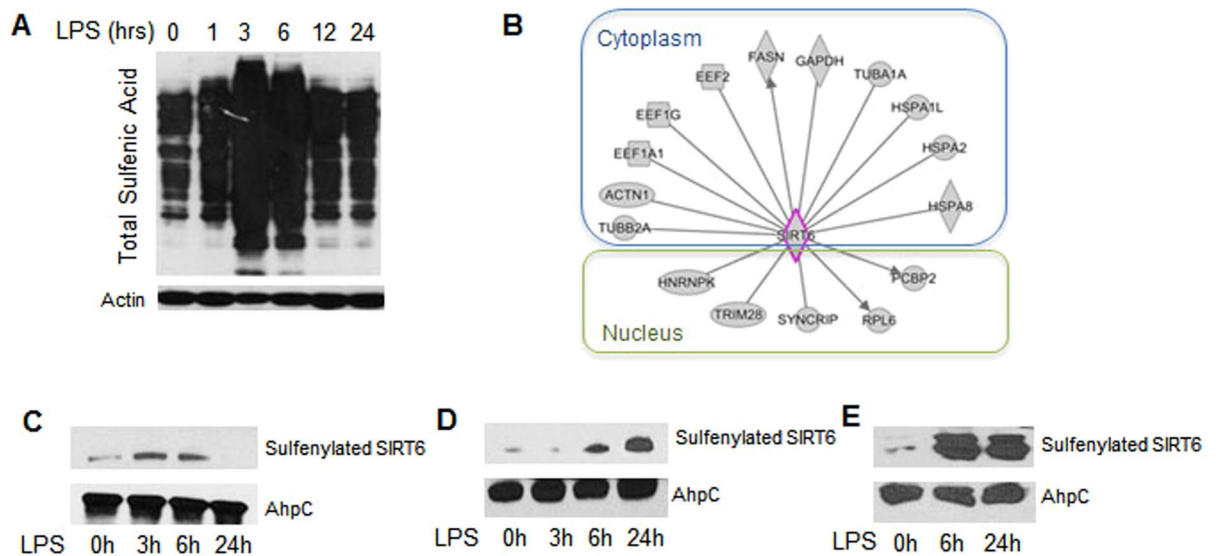 A
LPS (hrs) 0 1 3 6 12 24
Total Sulfenic Acid
Actin
B
Cytoplasm
FASN
GAPDH
EEF2
TUBA1A
EEF1G
HSPA1L
EEF1A1
HSPA2
ACTN1
HSPA8
TUBB2A
SIRT6
HNRNPK
PCBP2
TRIM28
SYNCRIP
RPL6
Nucleus
C
Sulfenylated SIRT6
AhpC
LPS 0h 3h 6h 24h
D
Sulfenylated SIRT6
AhpC
LPS 0h 3h 6h 24h
E
Sulfenylated SIRT6
AhpC
LPS 0h 6h 24h